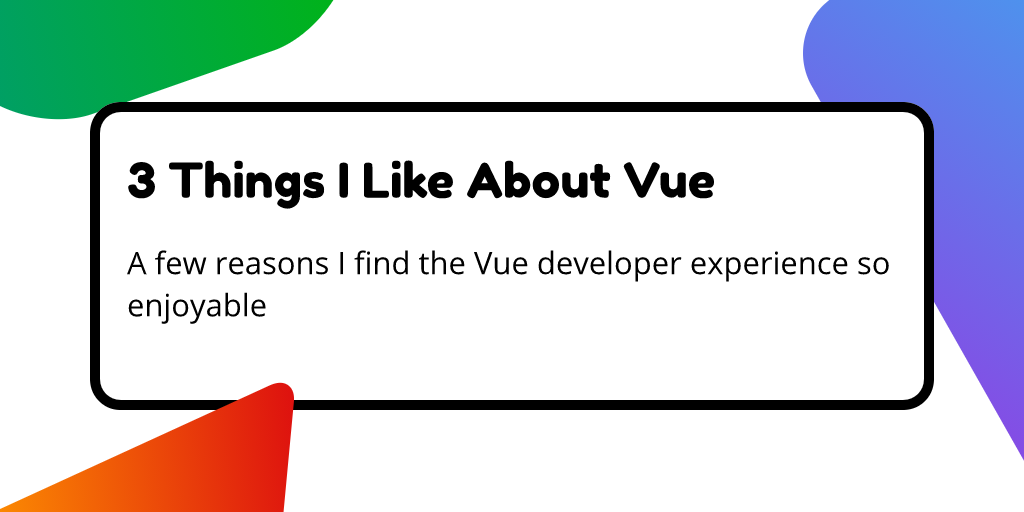 3 Things I Like About Vue
A few reasons I find the Vue developer experience so
enjoyable